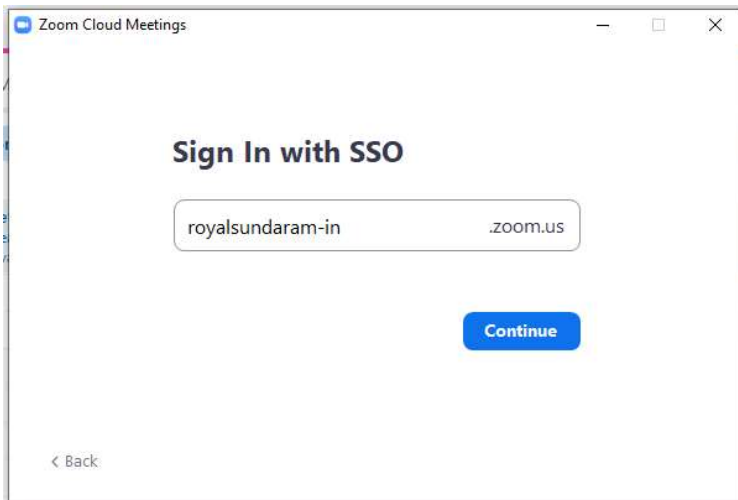 Zoom Cloud Meetings
Sign In with SSO
royalsundaram-in .zoom.us
Continue
< Back